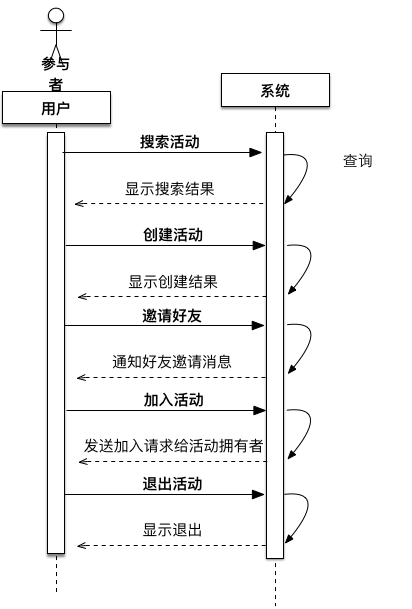 参与
者
用户
系统
搜索活动
查询
显示搜索结果
创建活动
显示创建结果
邀请好友
通知好友邀请消息
加入活动
发送加入请求给活动拥有者
退出活动
显示退出